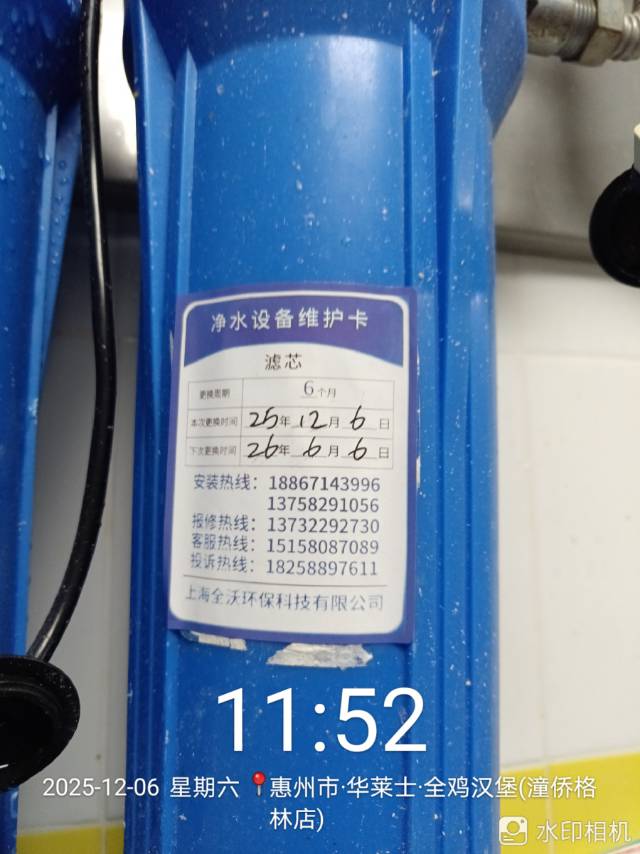 净水设备维护卡
滤芯
更换周期 6个月
本次更换时间 25年 12月 6日
下次更换时间 26年 6月 6日
安装热线：18867143996
13758291056
报修热线：13732292730
客服热线：15158087089
投诉热线：18258897611
上海全沃环保科技有限公司
11:52
2025-12-06 星期六 惠州市·华莱士·全鸡汉堡(潼侨格
林店)
水印相机